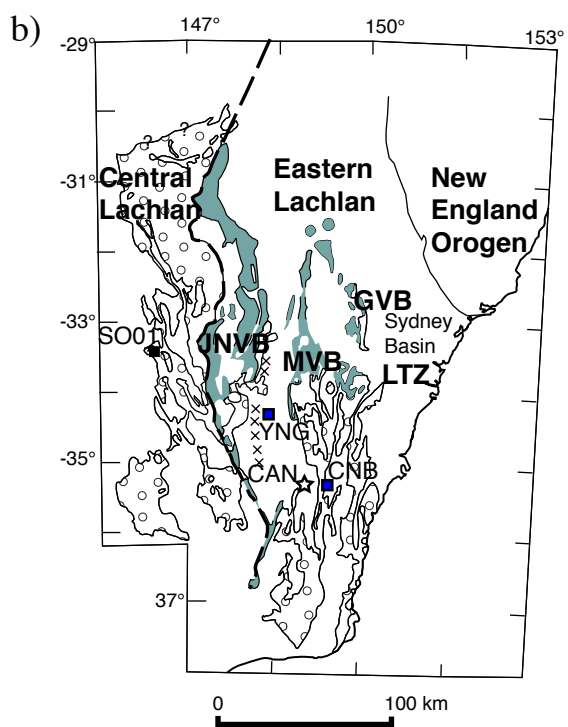 b)
147°
150°
153°
-29°
? ?
Central
Lachlan
-31°
Eastern
Lachlan
New
England
Orogen
GVB
-33°
Sydney
Basin
SO01
JNVB
MVB
LTZ
YNG
-35°
CAN
CNB
37°
0
100 km